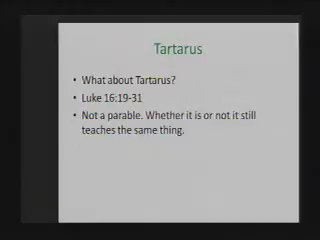 Tartarus
• What about Tartarus?
• Luke 16:19-31
• Not a parable. Whether it is or not it still
teaches the same thing.